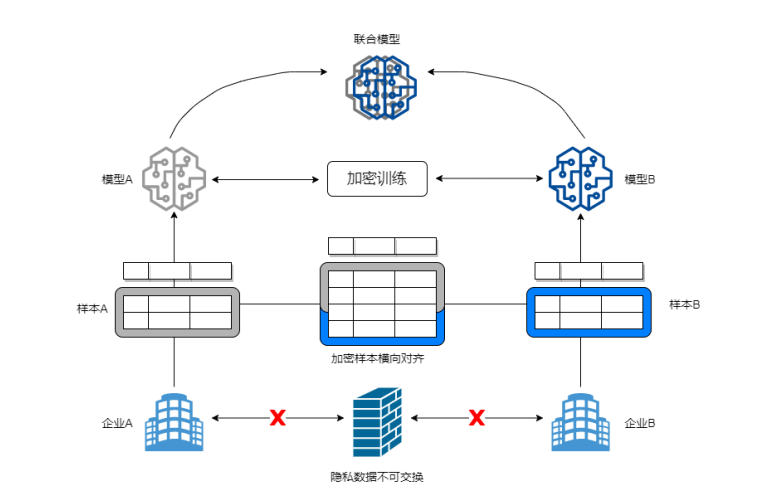 联合模型
模型A
加密训练
模型B
样本A
样本B
加密样本横向对齐
企业A
X
X
企业B
隐私数据不可交换